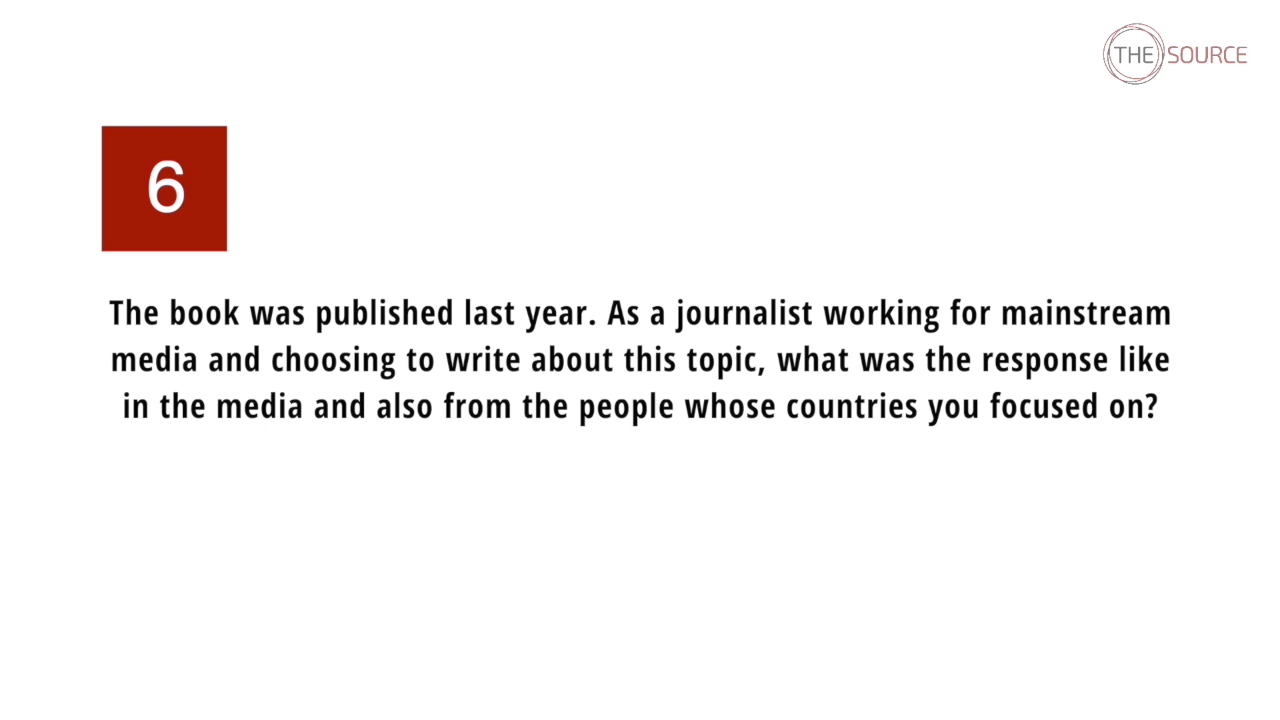 THE SOURCE
6
The book was published last year. As a journalist working for mainstream
media and choosing to write about this topic, what was the response like
in the media and also from the people whose countries you focused on?